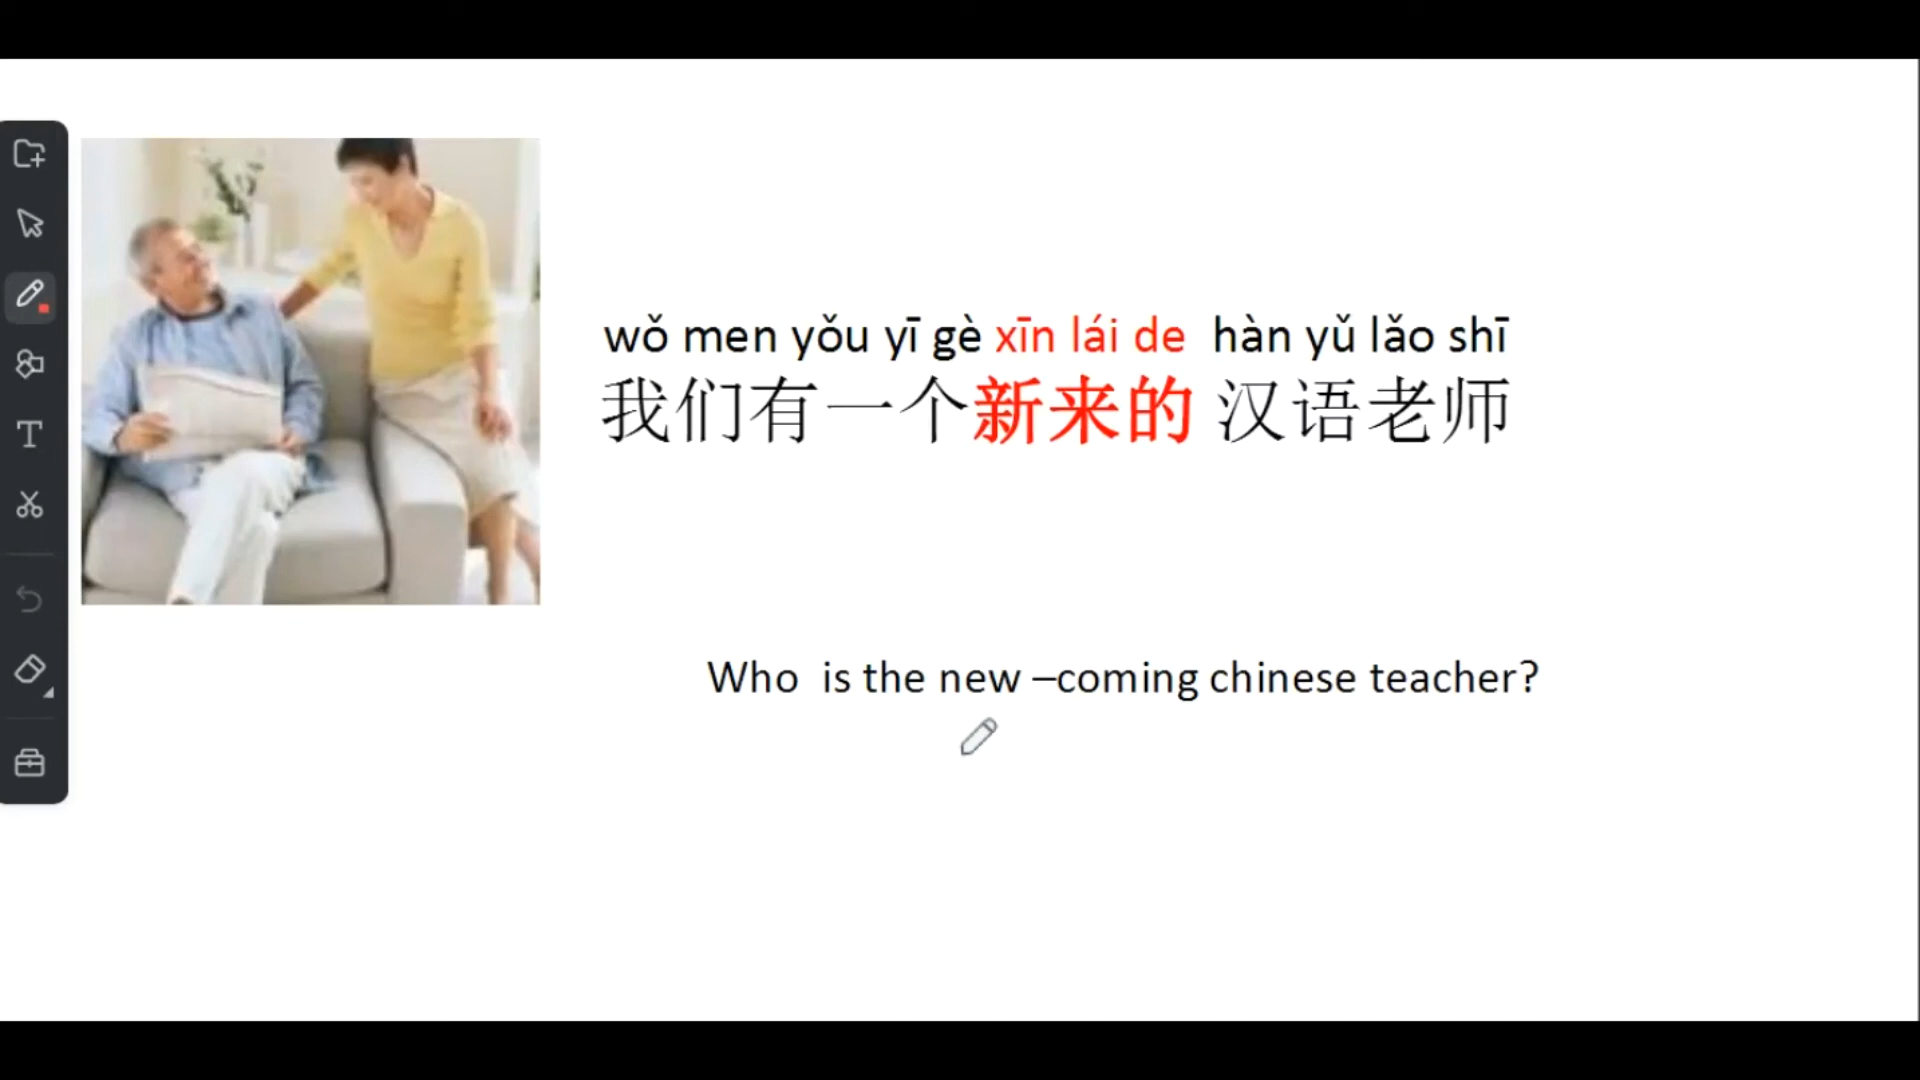 wǒ men yǒu yī gè xīn lái de hàn yǔ lǎo shī
我们有一个新来的 汉语老师
Who is the new –coming chinese teacher?